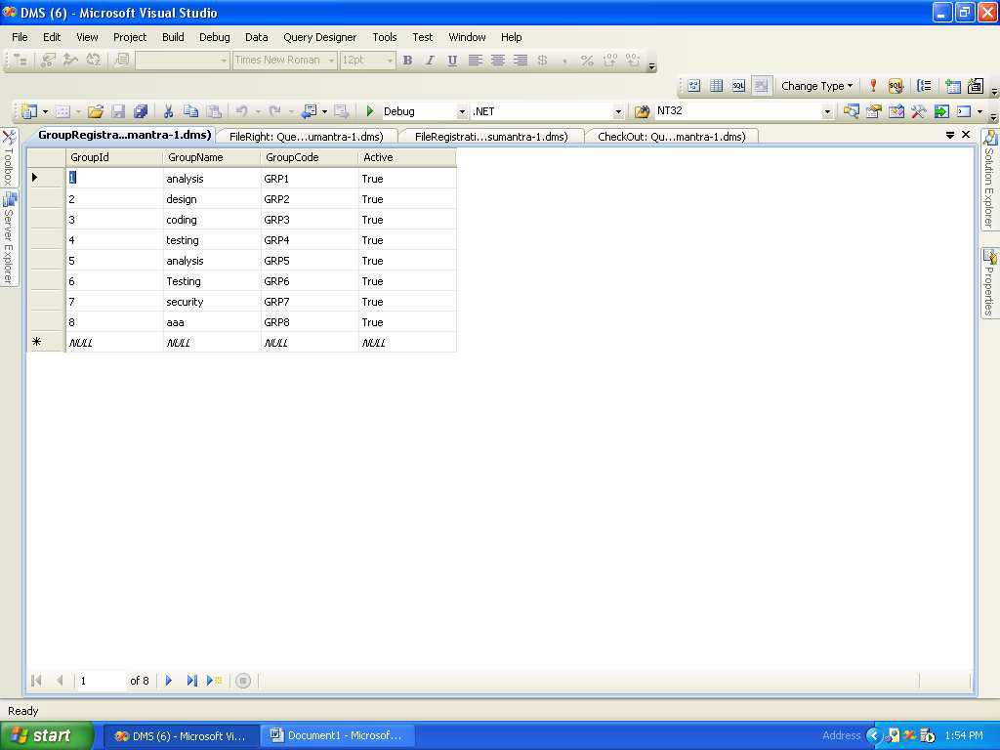 DMS (6) - Microsoft Visual Studio
File Edit View Project Build Debug Data Query Designer Tools Test Window Help
Times New Roman 12pt B I U $ , %
SQL Change Type ! SQL
Debug .NET NT32
GroupRegistra...mantra-1.dms) FileRight: Que...umantra-1.dms) FileRegistrati...sumantra-1.dms) CheckOut: Qu...mantra-1.dms)
Toolbox
Server Explorer
Solution Explorer
Properties
GroupId GroupName GroupCode Active
1 analysis GRP1 True
2 design GRP2 True
3 coding GRP3 True
4 testing GRP4 True
5 analysis GRP5 True
6 Testing GRP6 True
7 security GRP7 True
8 aaa GRP8 True
NULL NULL NULL NULL
1 of 8
Ready
start DMS (6) - Microsoft Vi... Document1 - Microsof... Address 1:54 PM